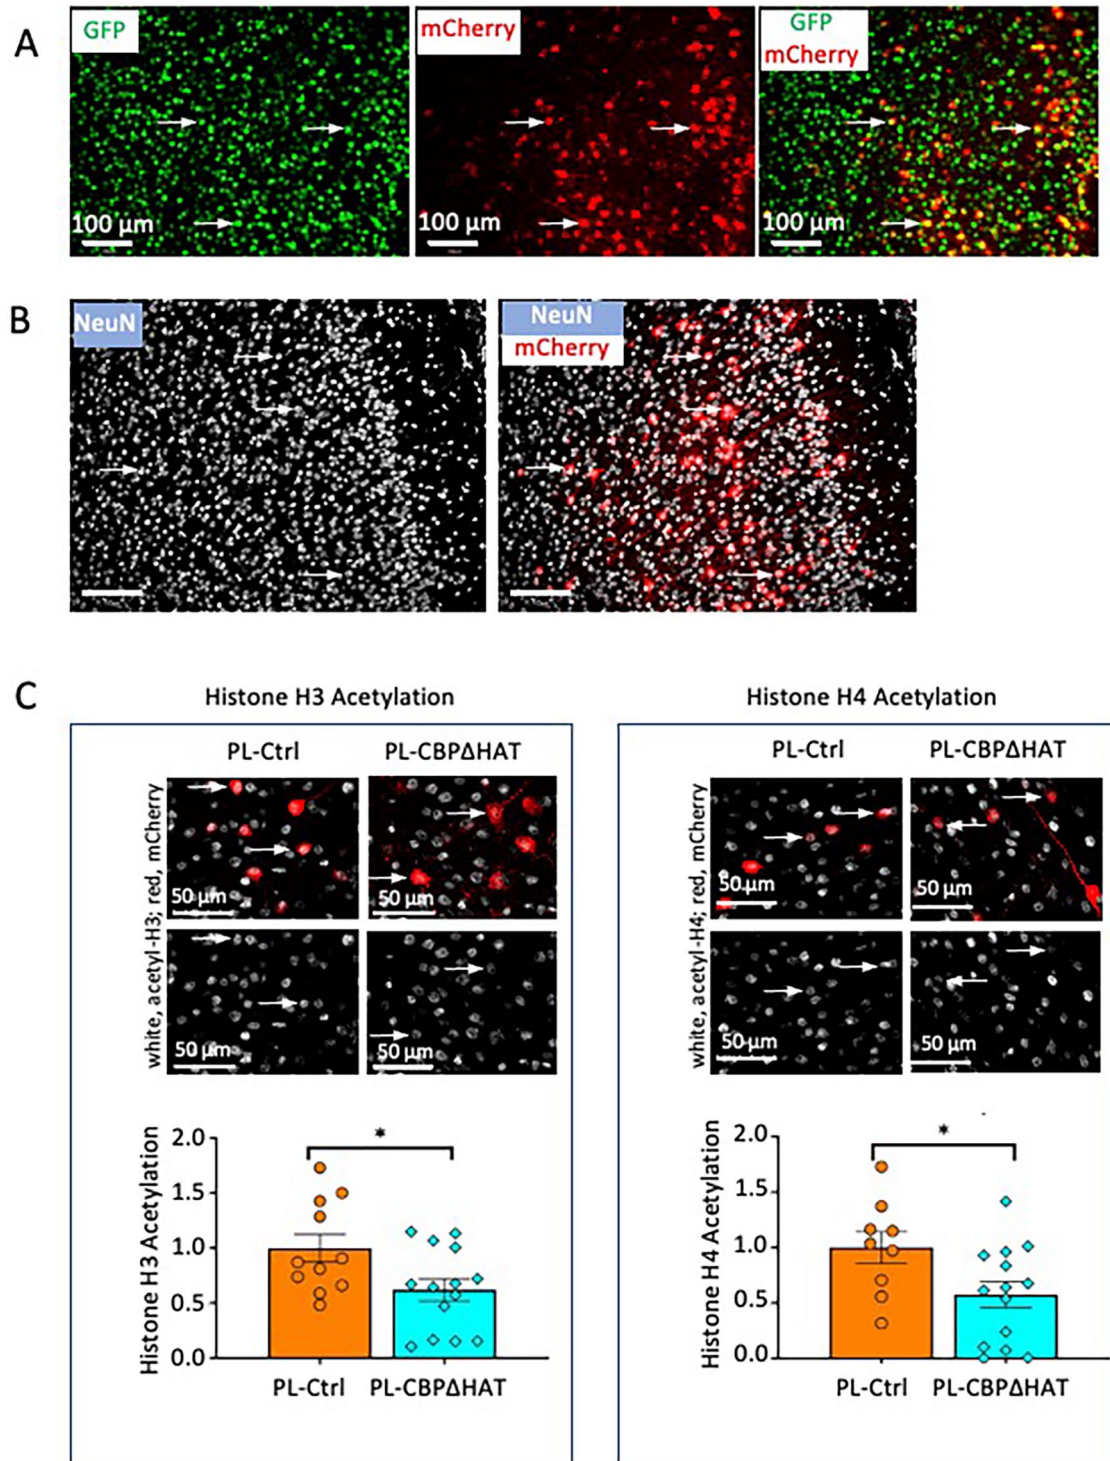 A
GFP
mCherry
GFP
mCherry
100 µm
100 µm
100 µm
B
NeuN
NeuN
mCherry
C
Histone H3 Acetylation
Histone H4 Acetylation
PL-Ctrl
PL-CBPΔHAT
PL-Ctrl
PL-CBPΔHAT
white, acetyl-H3; red, mCherry
50 µm
50 µm
50 µm
50 µm
white, acetyl-H4; red, mCherry
50 µm
50 µm
50 µm
50 µm
Histone H3 Acetylation
2.0
1.5
1.0
0.5
0.0
*
PL-Ctrl
PL-CBPΔHAT
Histone H4 Acetylation
2.0
1.5
1.0
0.5
0.0
*
PL-Ctrl
PL-CBPΔHAT